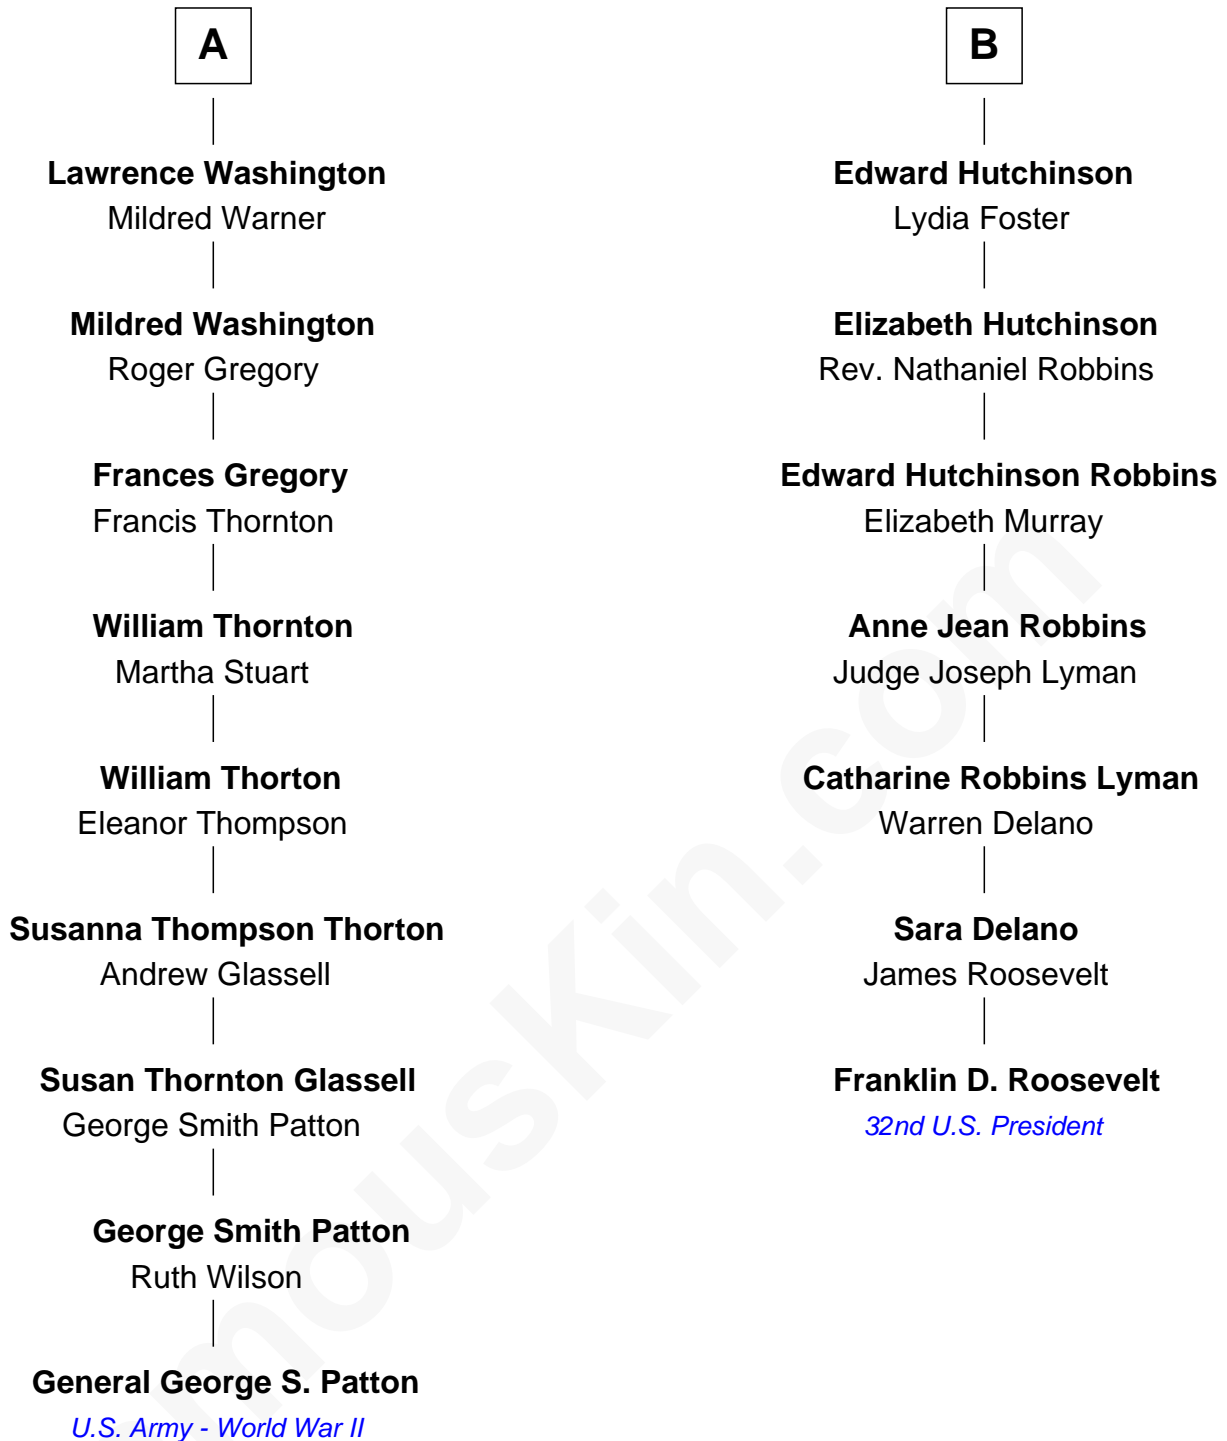 A
Lawrence Washington
Mildred Warner
Mildred Washington
Roger Gregory
Frances Gregory
Francis Thornton
William Thornton
Martha Stuart
William Thorton
Eleanor Thompson
Susanna Thompson Thorton
Andrew Glassell
Susan Thornton Glassell
George Smith Patton
George Smith Patton
Ruth Wilson
General George S. Patton
U.S. Army - World War II
B
Edward Hutchinson
Lydia Foster
Elizabeth Hutchinson
Rev. Nathaniel Robbins
Edward Hutchinson Robbins
Elizabeth Murray
Anne Jean Robbins
Judge Joseph Lyman
Catharine Robbins Lyman
Warren Delano
Sara Delano
James Roosevelt
Franklin D. Roosevelt
32nd U.S. President
mousKin.com